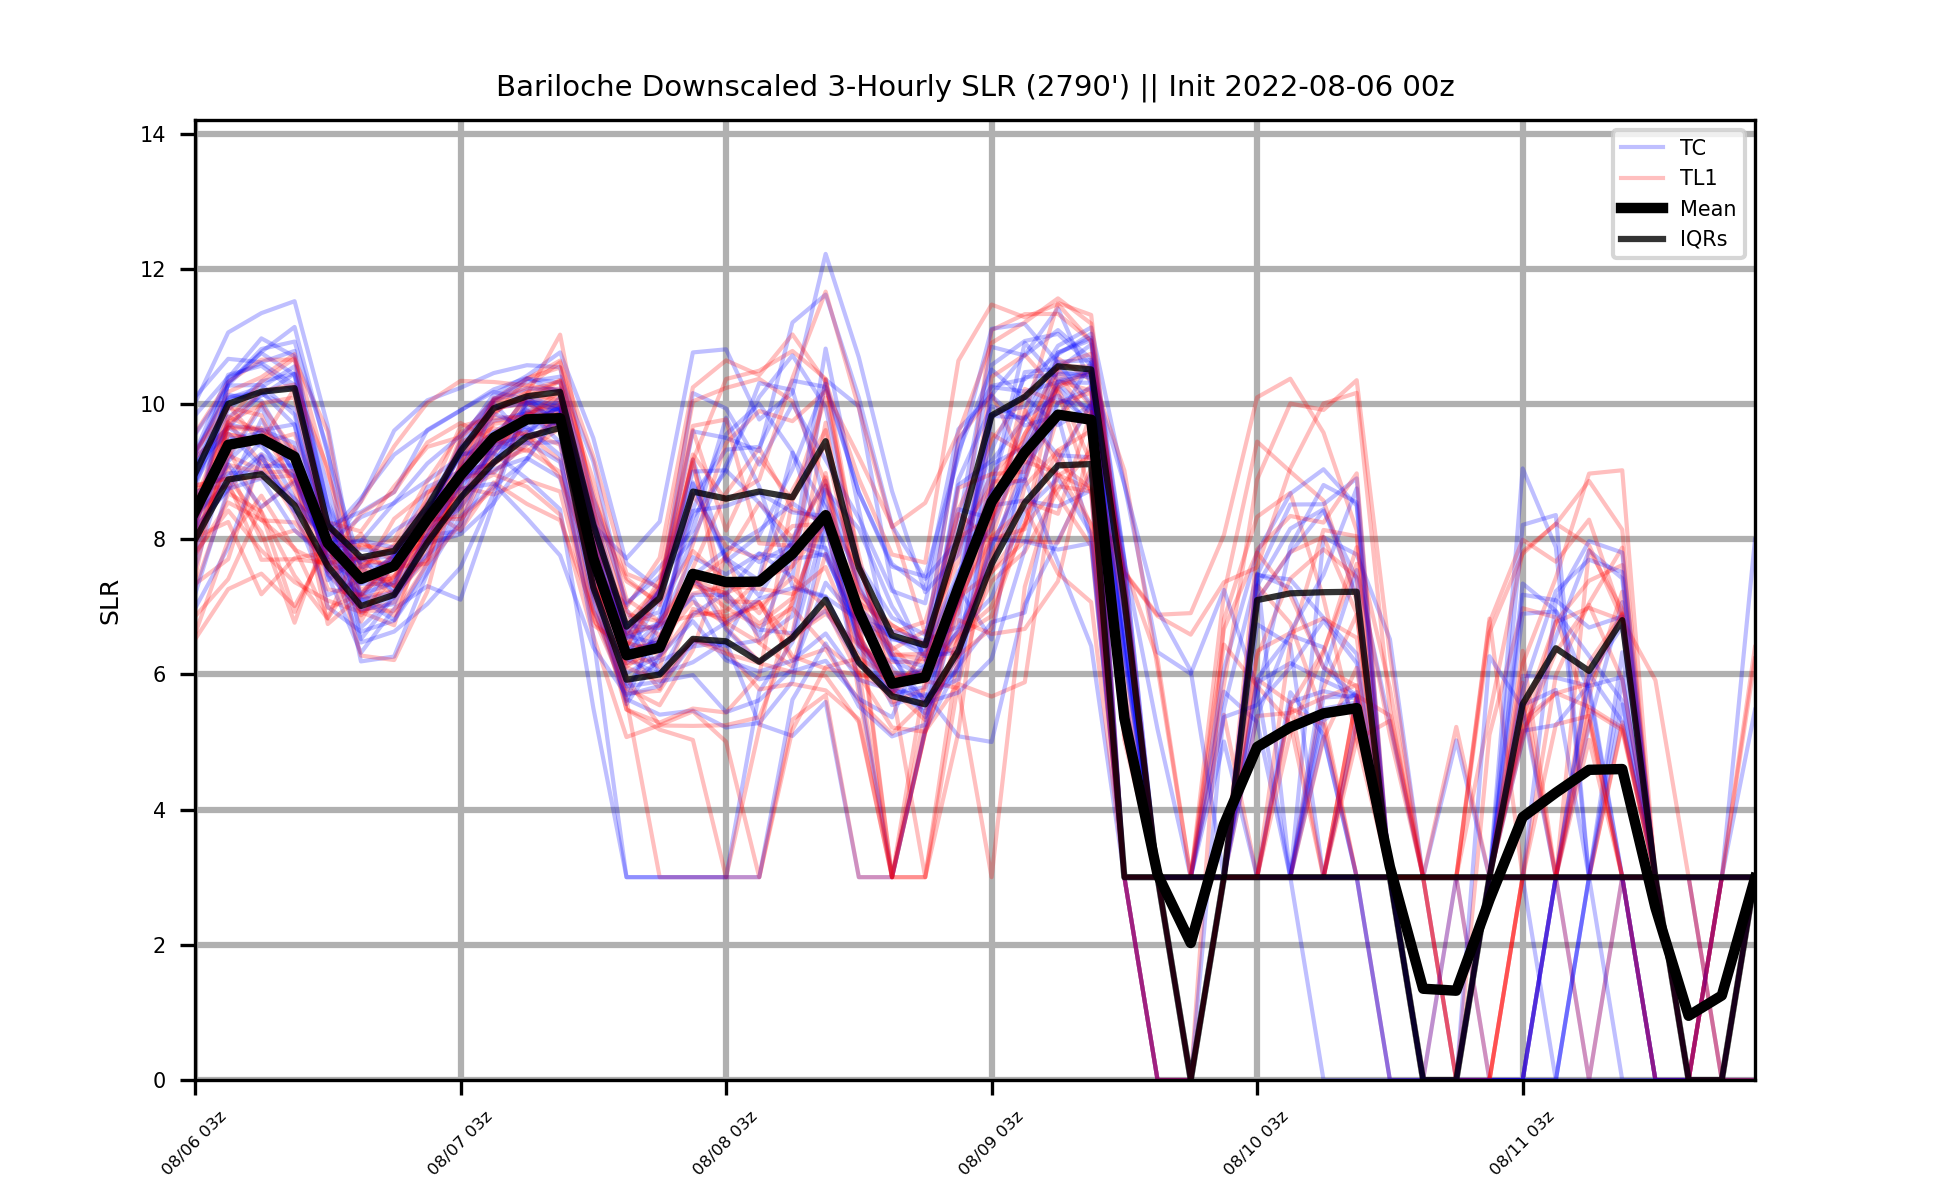 Bariloche Downscaled 3-Hourly SLR (2790') || Init 2022-08-06 00z
14
12
10
8
6
4
2
0
SLR
TC
TL1
Mean
IQRs
08/06 03z
08/07 03z
08/08 03z
08/09 03z
08/10 03z
08/11 03z